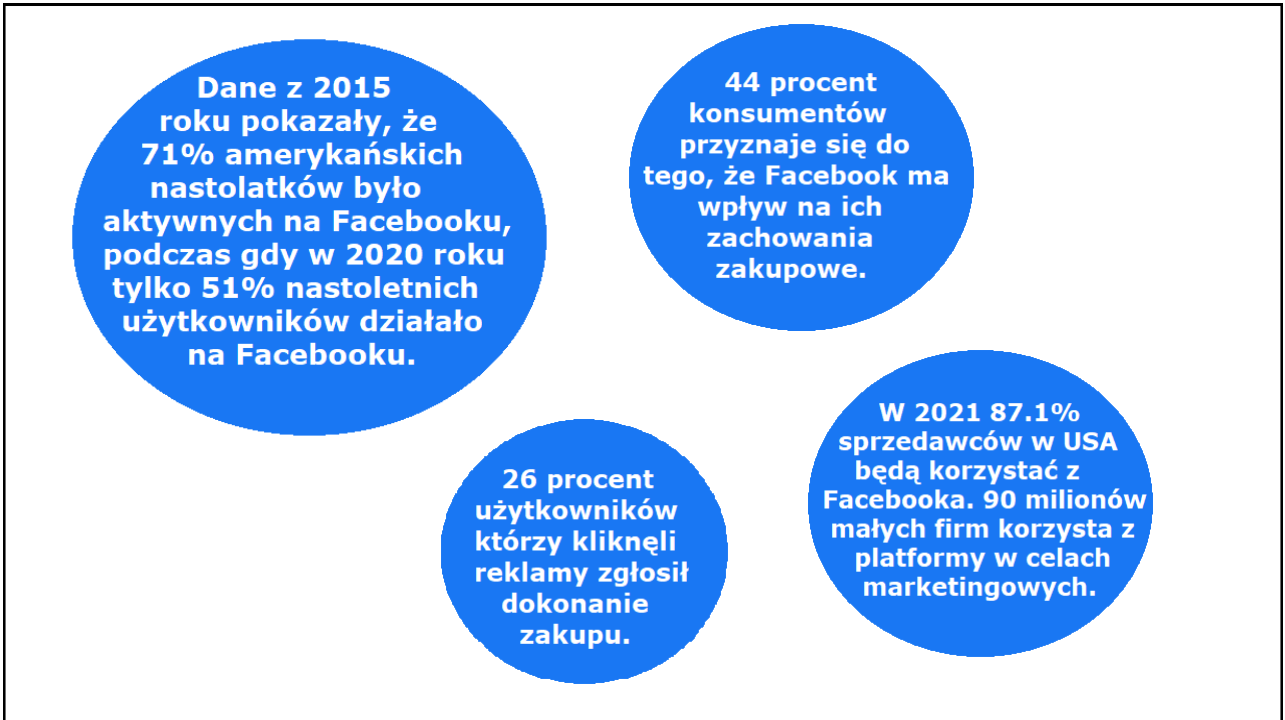 Dane z 2015
roku pokazały, że
71% amerykańskich
nastolatków było
aktywnych na Facebooku,
podczas gdy w 2020 roku
tylko 51% nastoletnich
użytkowników działało
na Facebooku.
44 procent
konsumentów
przyznaje się do
tego, że Facebook ma
wpływ na ich
zachowania
zakupowe.
26 procent
użytkowników
którzy kliknęli
reklamy zgłosił
dokonanie
zakupu.
W 2021 87.1%
sprzedawców w USA
będą korzystać z
Facebooka. 90 milionów
małych firm korzysta z
platformy w celach
marketingowych.